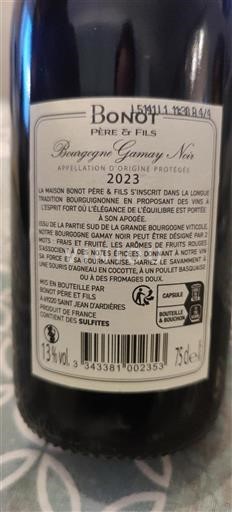 L5141L1 11:30 A 4/4
BONOT
PÈRE & FILS
Bourgogne Gamay Noir
APPELLATION D'ORIGINE PROTÉGÉE
2023
LA MAISON BONOT PÈRE & FILS S'INSCRIT DANS LA LONGUE
TRADITION BOURGUIGNONNE EN PROPOSANT DES VINS À
L'ESPRIT FORT OÙ L'ÉLÉGANCE DE L'ÉQUILIBRE EST PORTÉE
À SON APOGÉE.
ISSU DE LA PARTIE SUD DE LA GRANDE BOURGOGNE VITICOLE,
NOTRE BOURGOGNE GAMAY NOIR PEUT ÊTRE DÉSIGNÉ PAR 2
MOTS : FRAIS ET FRUITÉ. LES ARÔMES DE FRUITS ROUGES
S'ASSOCIENT À DES NOTES ÉPICÉES, DONNANT À NOTRE VIN
SA FORCE ET SA GOURMANDISE. MARIEZ LE SAVAMMENT À
UNE SOURIS D'AGNEAU EN COCOTTE, À UN POULET BASQUAISE
OU À DES FROMAGES DOUX.
MIS EN BOUTEILLE PAR
BONOT PÈRE ET FILS
À 69220 SAINT JEAN D'ARDIÈRES
PRODUIT DE FRANCE
CONTIENT DES SULFITES
CAPSULE
BOUTEILLE
& BOUCHON
13% vol.
75cl e
3 343381 002353